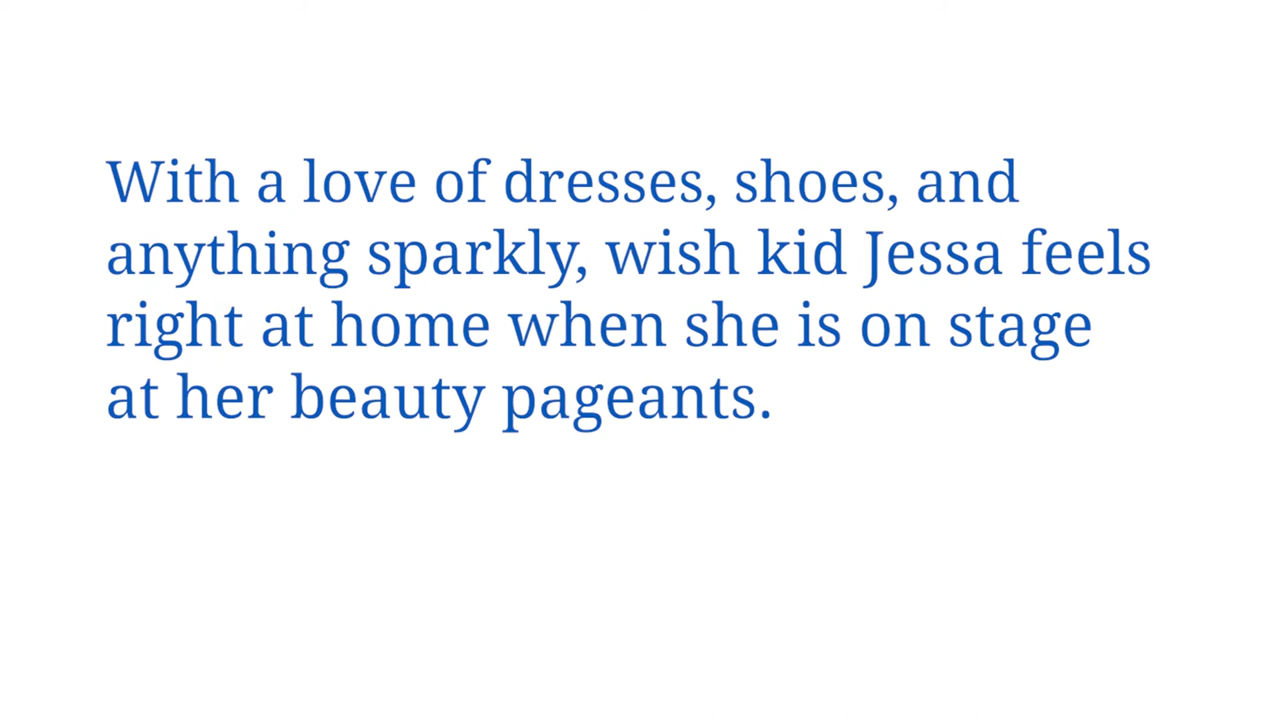 With a love of dresses, shoes, and
anything sparkly, wish kid Jessa feels
right at home when she is on stage
at her beauty pageants.